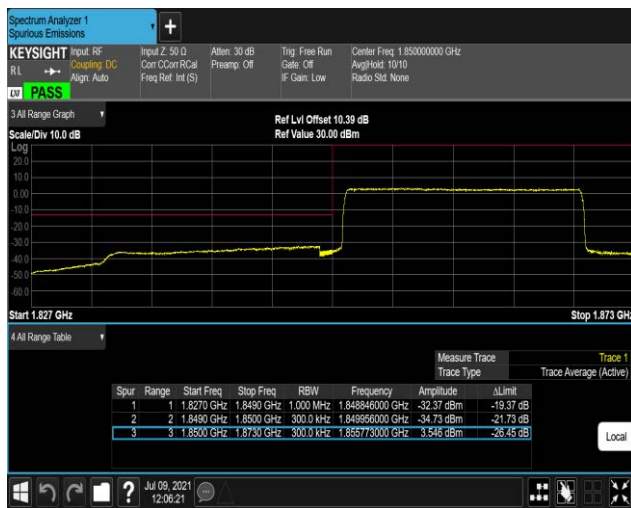 Spectrum Analyzer 1
Spurious Emissions
+
KEYSIGHT Input: RF Input Z: 50 Ω Atten: 30 dB Trig: Free Run Center Freq: 1.850000000 GHz
RL Coupling: DC Corr CCorr RCal Preamp: Off Gate: Off Avg|Hold: 10/10
Align: Auto Freq Ref: Int (S) IF Gain: Low Radio Std: None
LXI PASS
3 All Range Graph
Ref Lvl Offset 10.39 dB
Scale/Div 10.0 dB Ref Value 30.00 dBm
Log
20.0
10.0
0.00
-10.0
-20.0
-30.0
-40.0
-50.0
-60.0
Start 1.827 GHz Stop 1.873 GHz
4 All Range Table
Measure Trace Trace 1
Trace Type Trace Average (Active)
Spur Range Start Freq Stop Freq RBW Frequency Amplitude ΔLimit
1 1 1.8270 GHz 1.8490 GHz 1.000 MHz 1.848846000 GHz -32.37 dBm -19.37 dB
2 2 1.8490 GHz 1.8500 GHz 300.0 kHz 1.849956000 GHz -34.73 dBm -21.73 dB
3 3 1.8500 GHz 1.8730 GHz 300.0 kHz 1.855773000 GHz 3.546 dBm -26.45 dB
Local
? Jul 09, 2021
12:06:21